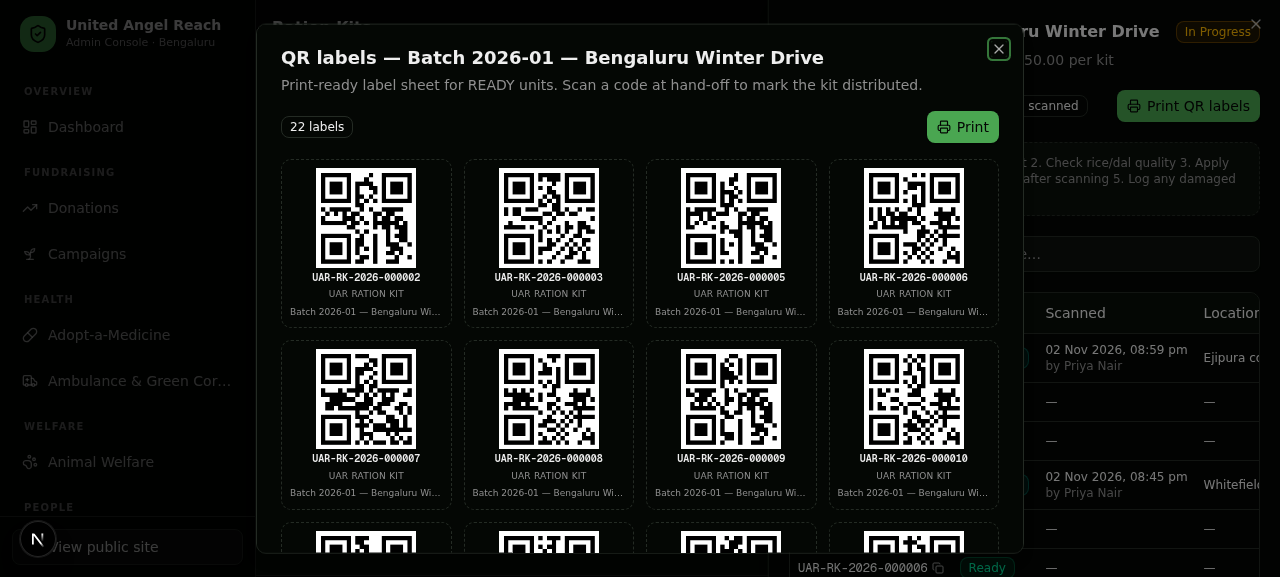 United Angel Reach
Admin Console · Bengaluru
OVERVIEW
Dashboard
FUNDRAISING
Donations
Campaigns
HEALTH
Adopt-a-Medicine
Ambulance & Green Cor…
WELFARE
Animal Welfare
PEOPLE
View public site
N
Ration Kits
QR labels — Batch 2026-01 — Bengaluru Winter Drive
Print-ready label sheet for READY units. Scan a code at hand-off to mark the kit distributed.
22 labels
Print
UAR-RK-2026-000002
UAR RATION KIT
Batch 2026-01 — Bengaluru Wi…
UAR-RK-2026-000003
UAR RATION KIT
Batch 2026-01 — Bengaluru Wi…
UAR-RK-2026-000005
UAR RATION KIT
Batch 2026-01 — Bengaluru Wi…
UAR-RK-2026-000006
UAR RATION KIT
Batch 2026-01 — Bengaluru Wi…
UAR-RK-2026-000007
UAR RATION KIT
Batch 2026-01 — Bengaluru Wi…
UAR-RK-2026-000008
UAR RATION KIT
Batch 2026-01 — Bengaluru Wi…
UAR-RK-2026-000009
UAR RATION KIT
Batch 2026-01 — Bengaluru Wi…
UAR-RK-2026-000010
UAR RATION KIT
Batch 2026-01 — Bengaluru Wi…
ru Winter Drive
In Progress
50.00 per kit
scanned
Print QR labels
2. Check rice/dal quality 3. Apply
after scanning 5. Log any damaged
e…
Scanned
Location
02 Nov 2026, 08:59 pm
by Priya Nair
Ejipura co
—
—
—
—
02 Nov 2026, 08:45 pm
by Priya Nair
Whitefield
—
—
UAR-RK-2026-000006
Ready
—
—